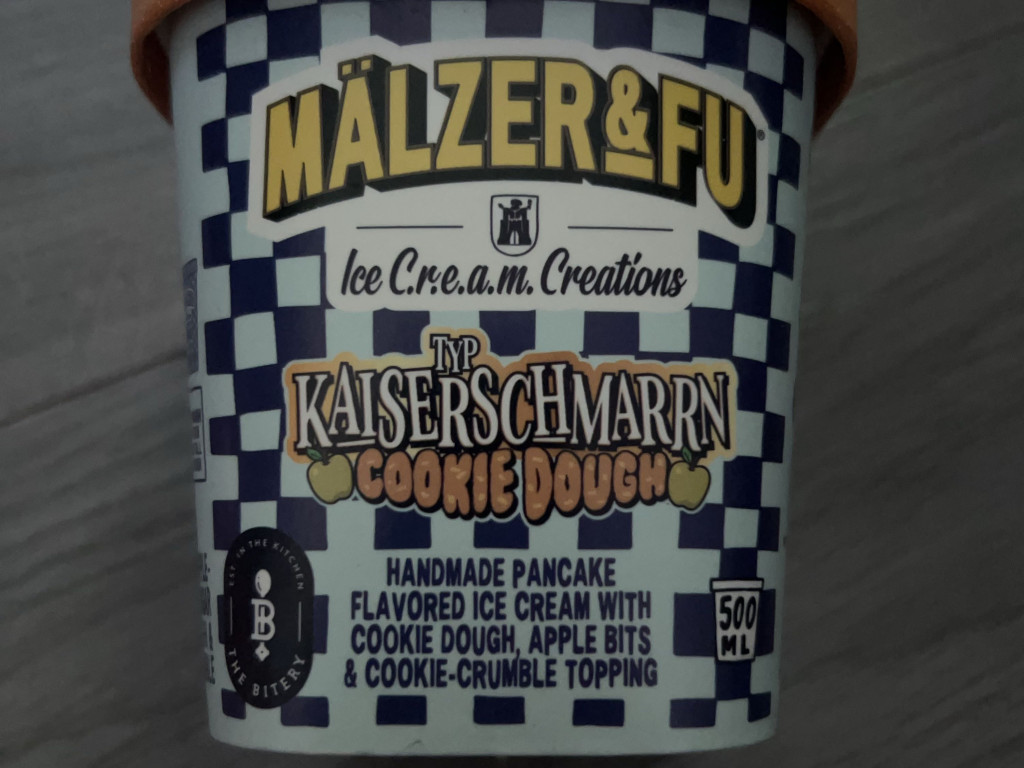 MÄLZER & FU®
Ice C.r.e.a.m. Creations
TYP
KAISERSCHMARRN
COOKIE DOUGH
HANDMADE PANCAKE
FLAVORED ICE CREAM WITH
COOKIE DOUGH, APPLE BITS
& COOKIE-CRUMBLE TOPPING
EST. IN THE KITCHEN
B
THE BITERY
500
ML